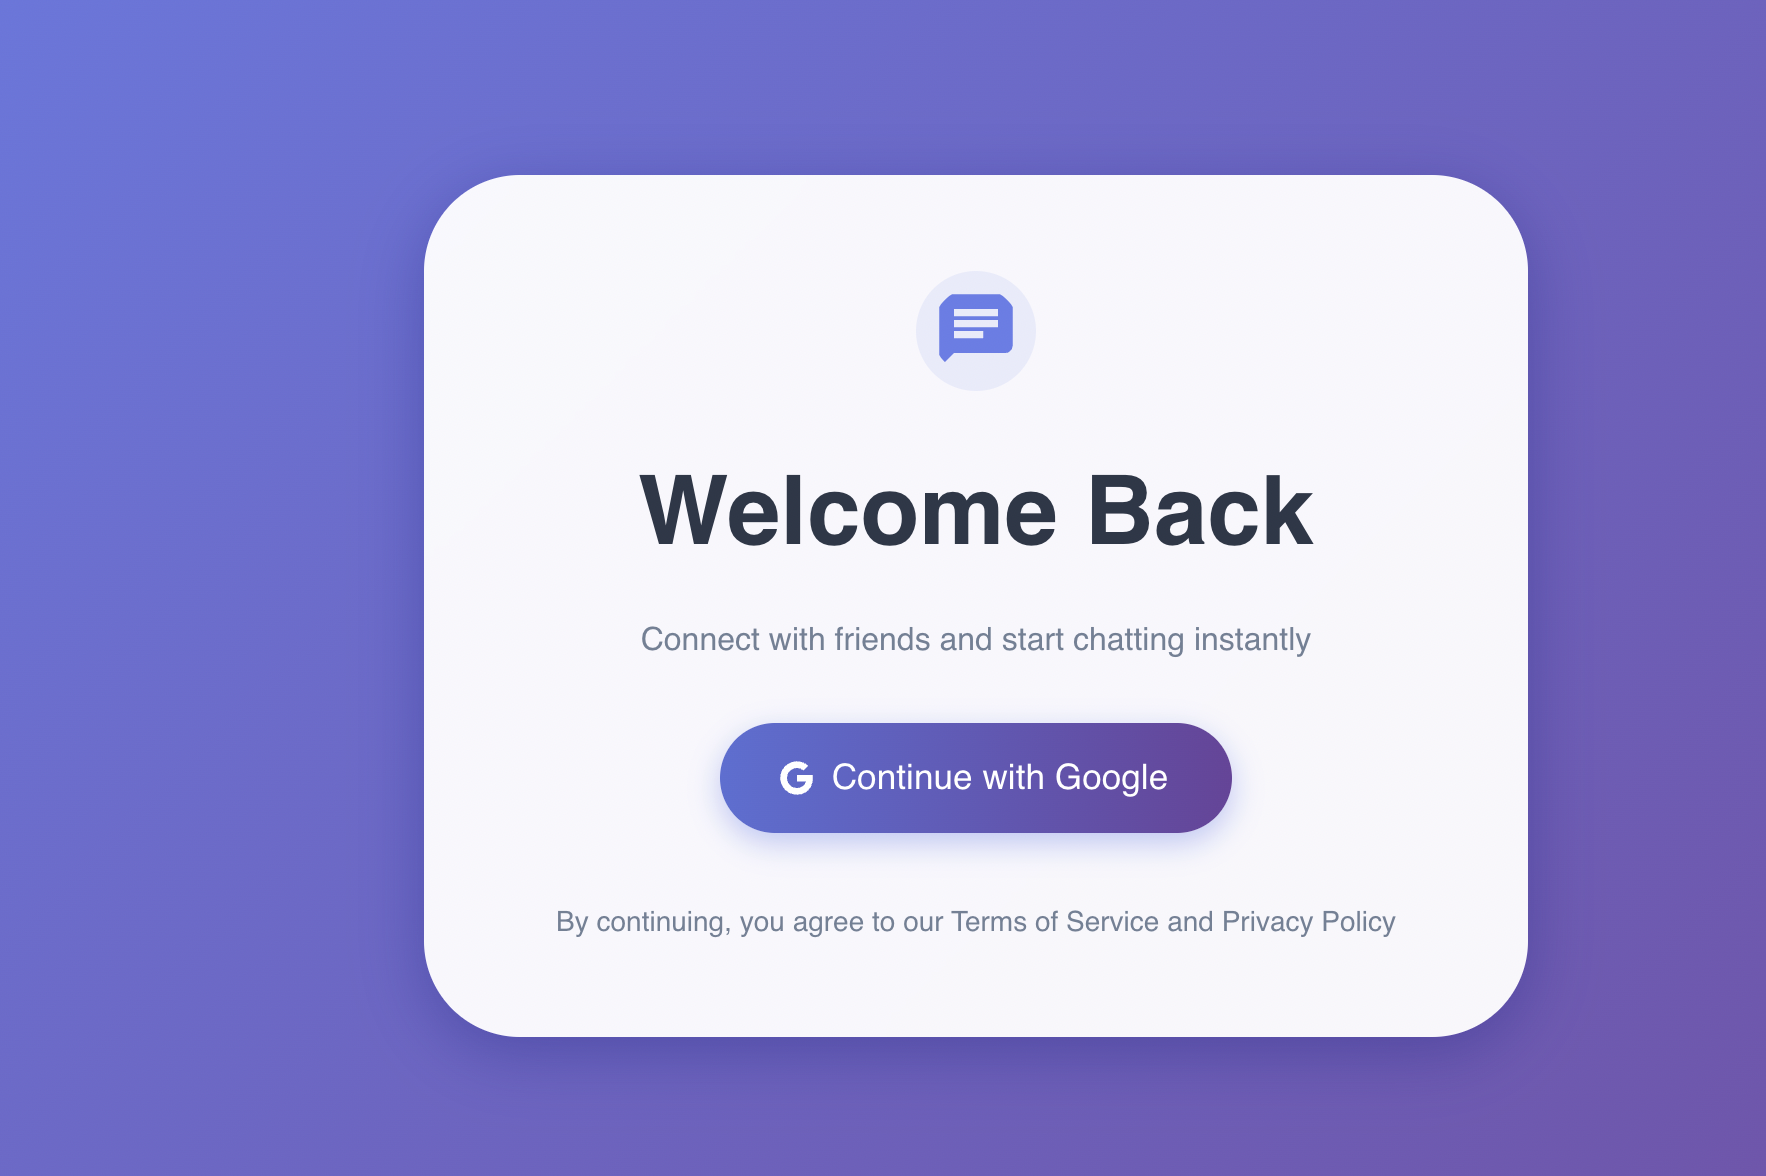 Welcome Back
Connect with friends and start chatting instantly
Continue with Google
By continuing, you agree to our Terms of Service and Privacy Policy